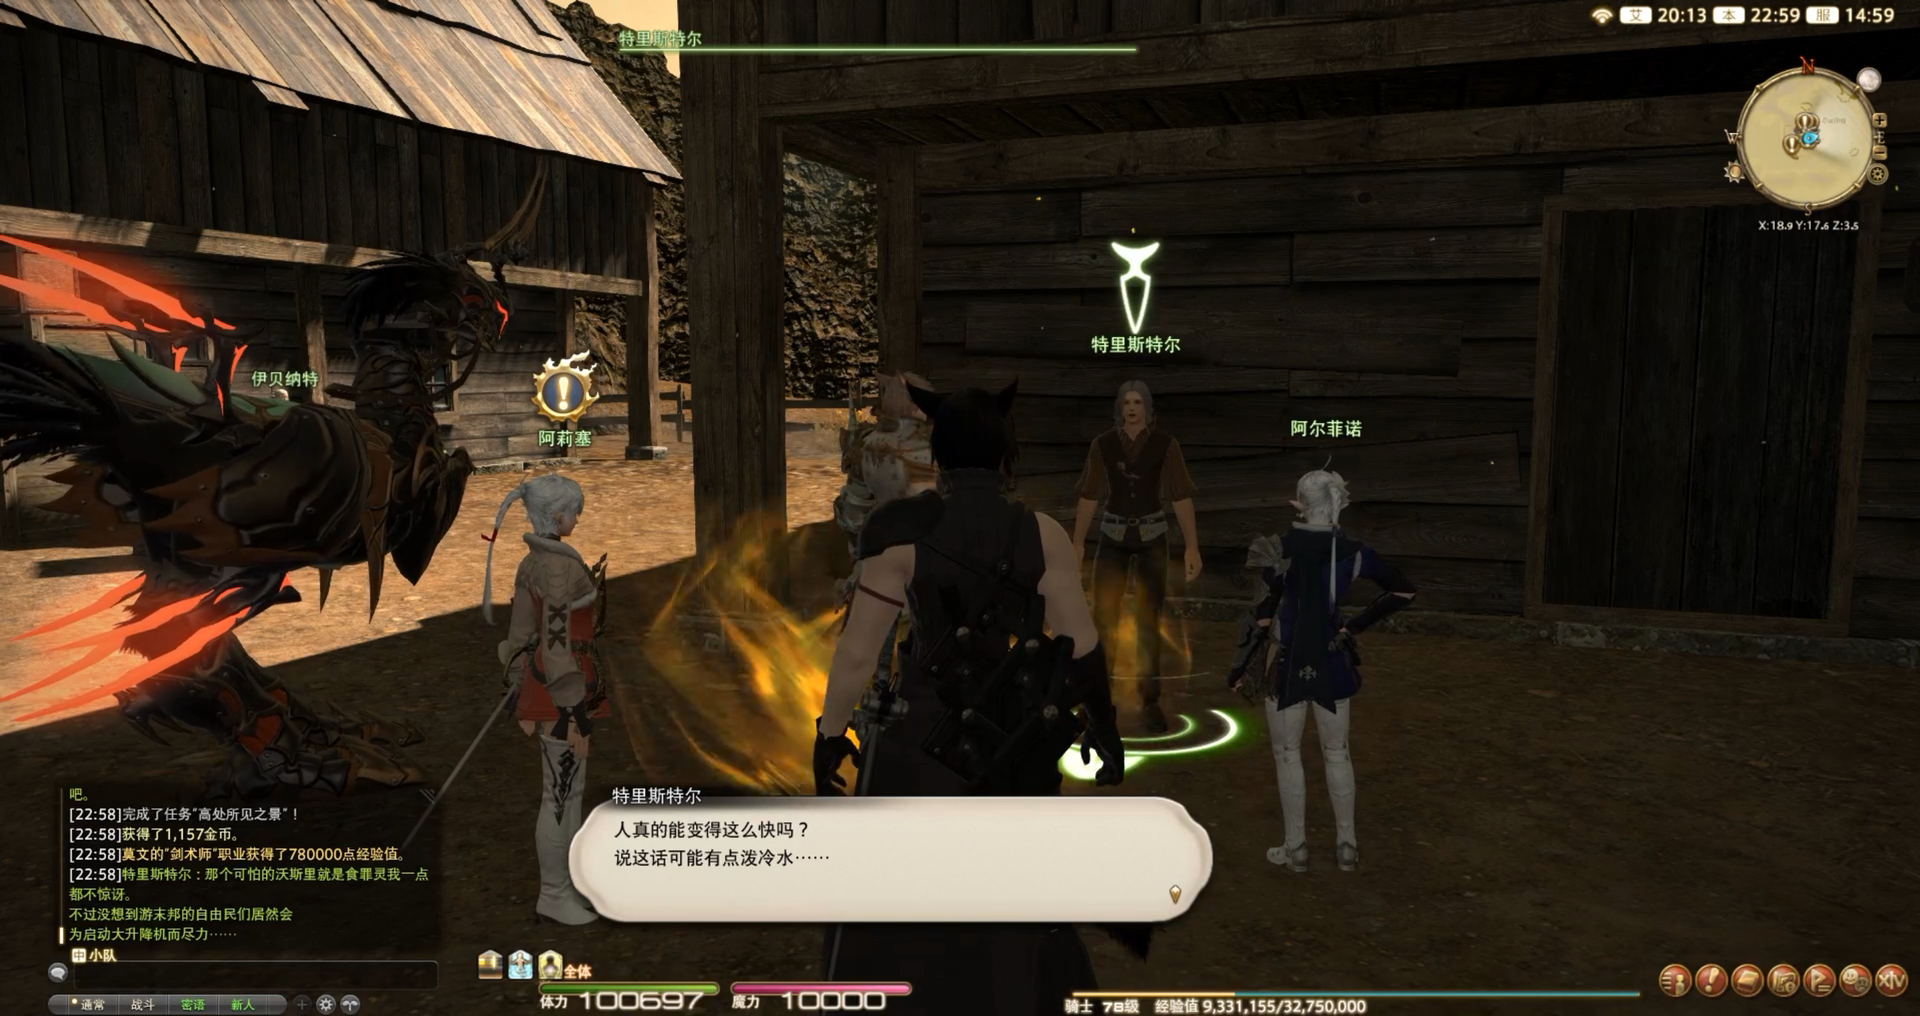 特里斯特尔
艾 20:13 本 22:59 服 14:59
N
W
E
S
X:18.9 Y:17.6 Z:3.5
特里斯特尔
伊贝纳特
阿莉塞
阿尔菲诺
特里斯特尔
人真的能变得这么快吗？
说这话可能有点泼冷水……
吧。
[22:58]完成了任务“高处所见之景”！
[22:58]获得了1,157金币。
[22:58]莫文的“剑术师”职业获得了780000点经验值。
[22:58]特里斯特尔：那个可怕的沃斯里就是食罪灵我一点
都不惊讶。
不过没想到游末邦的自由民们居然会
为启动大升降机而尽力……
中 小队
通常 战斗 密语 新人
全体
体力 100697 魔力 10000
骑士 78级 经验值 9,331,155/32,750,000
XIV